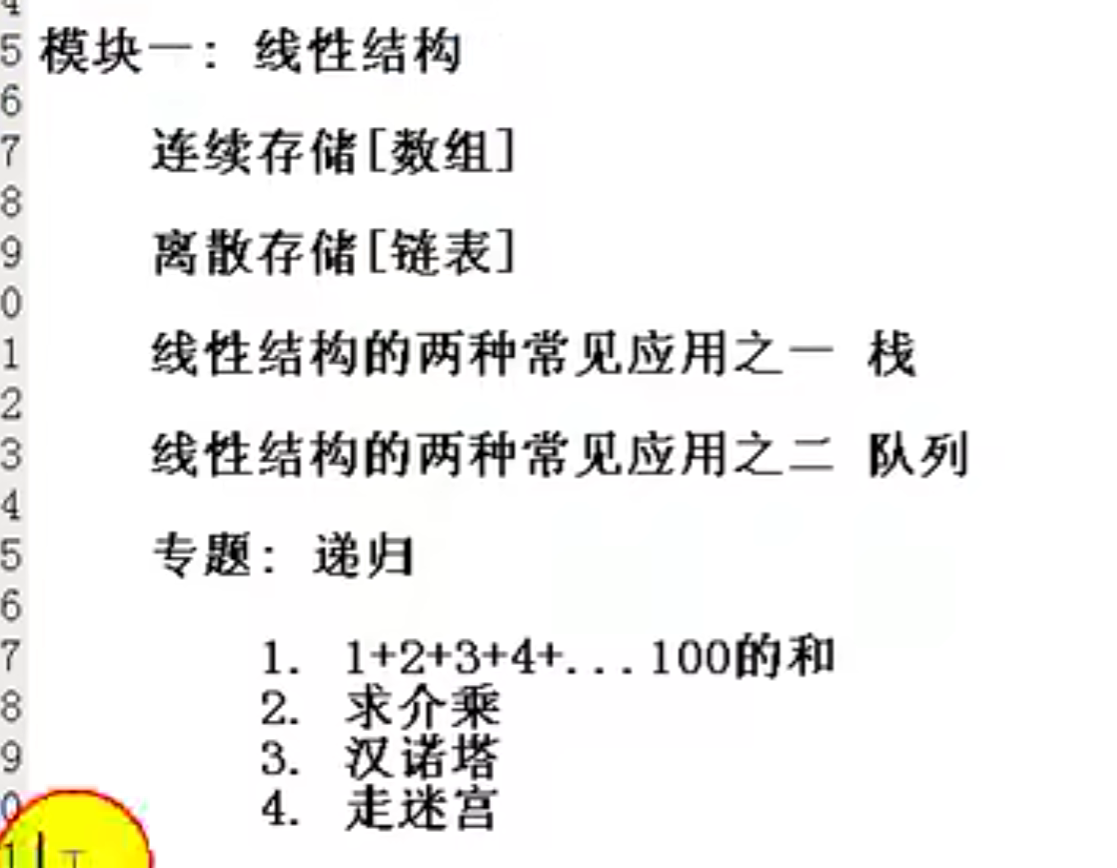 4
5 模块一: 线性结构
6
7 连续存储[数组]
8
9 离散存储[链表]
0
1 线性结构的两种常见应用之一 栈
2
3 线性结构的两种常见应用之二 队列
4
5 专题: 递归
6
7 1. 1+2+3+4+...100的和
8 2. 求介乘
9 3. 汉诺塔
0 4. 走迷宫
1